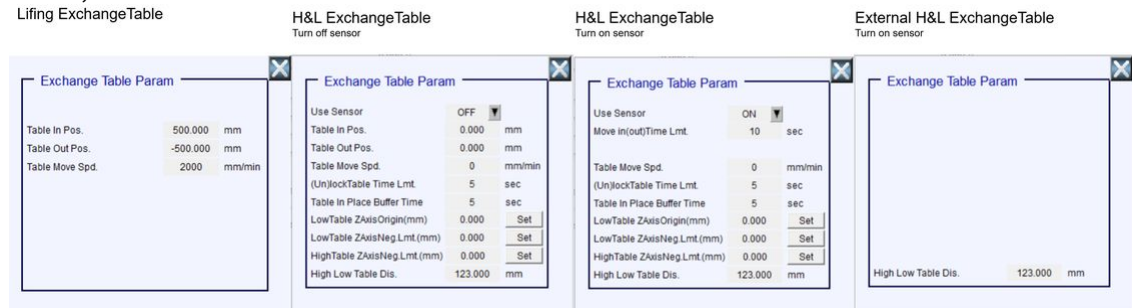 Lifing ExchangeTable
Exchange Table Param
Table In Pos. 500.000 mm
Table Out Pos. -500.000 mm
Table Move Spd. 2000 mm/min
H&L ExchangeTable
Turn off sensor
Exchange Table Param
Use Sensor OFF
Table In Pos. 0.000 mm
Table Out Pos. 0.000 mm
Table Move Spd. 0 mm/min
(Un)lockTable Time Lmt. 5 sec
Table In Place Buffer Time 5 sec
LowTable ZAxisOrigin(mm) 0.000 Set
LowTable ZAxisNeg.Lmt.(mm) 0.000 Set
HighTable ZAxisNeg.Lmt.(mm) 0.000 Set
High Low Table Dis. 123.000 mm
H&L ExchangeTable
Turn on sensor
Exchange Table Param
Use Sensor ON
Move in(out)Time Lmt. 10 sec
Table Move Spd. 0 mm/min
(Un)lockTable Time Lmt. 5 sec
Table In Place Buffer Time 5 sec
LowTable ZAxisOrigin(mm) 0.000 Set
LowTable ZAxisNeg.Lmt.(mm) 0.000 Set
HighTable ZAxisNeg.Lmt.(mm) 0.000 Set
High Low Table Dis. 123.000 mm
External H&L ExchangeTable
Turn on sensor
Exchange Table Param
High Low Table Dis. 123.000 mm